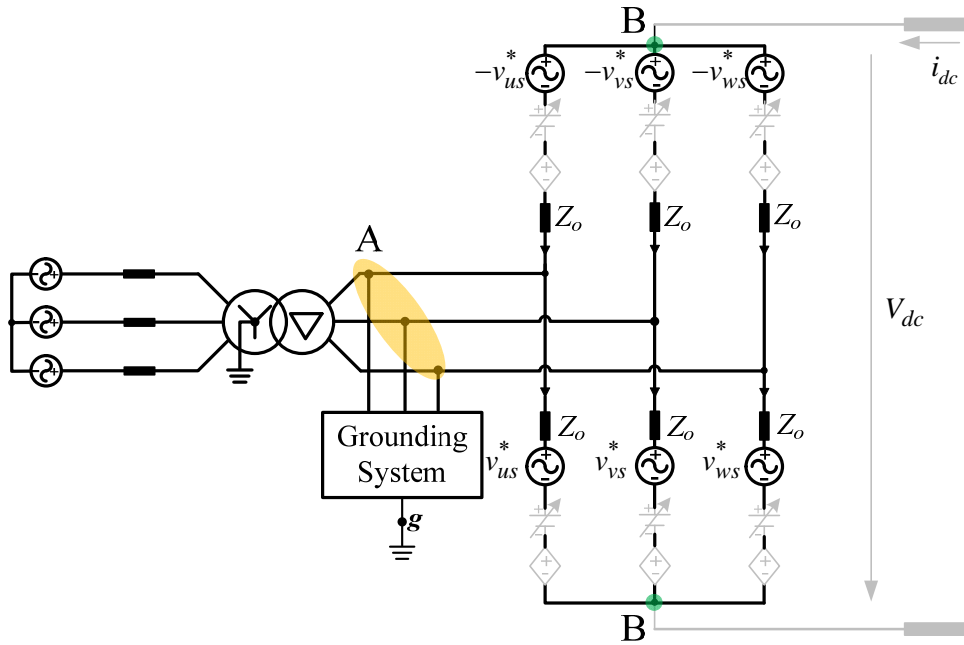 B
−v*us
−v*vs
−v*ws
idc
Zo
Zo
Zo
A
Vdc
Grounding
System
Zo
Zo
Zo
v*us
v*vs
v*ws
g
B